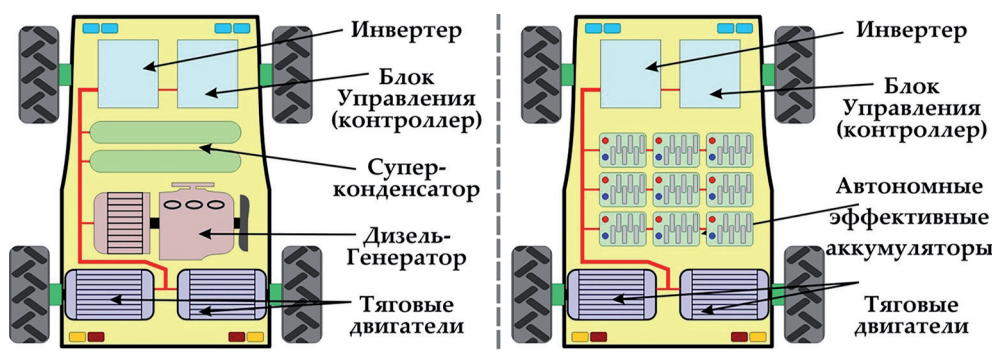 Инвертер
Блок
Управления
(контроллер)
Супер-
конденсатор
Дизель-
Генератор
Тяговые
двигатели
Инвертер
Блок
Управления
(контроллер)
Автономные
эффективные
аккумуляторы
Тяговые
двигатели